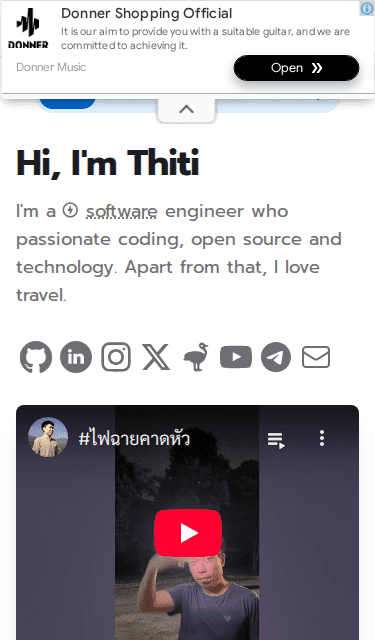 Donner Shopping Official
It is our aim to provide you with a suitable guitar, and we are
committed to achieving it.
DONNER
Donner Music
Open
Hi, I'm Thiti
I'm a software engineer who
passionate coding, open source and
technology. Apart from that, I love
travel.
in
#ไฟฉายคาดหัว